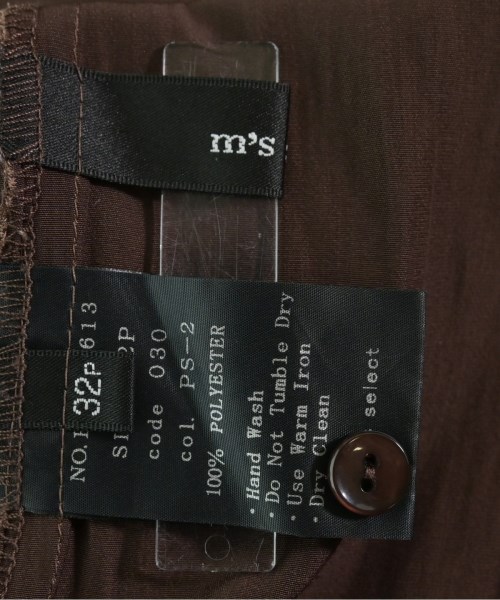 m's
32P
NO. 613
P
code 030
col. PS-2
100% POLYESTER
· Hand Wash
· Do Not Tumble Dry
· Use Warm Iron
· Dry Clean
select